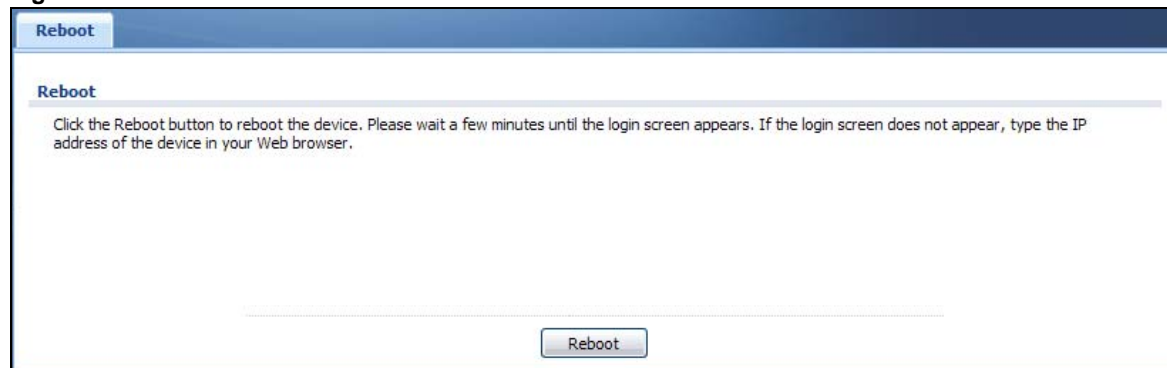 Reboot
Reboot
Click the Reboot button to reboot the device. Please wait a few minutes until the login screen appears. If the login screen does not appear, type the IP
address of the device in your Web browser.
Reboot